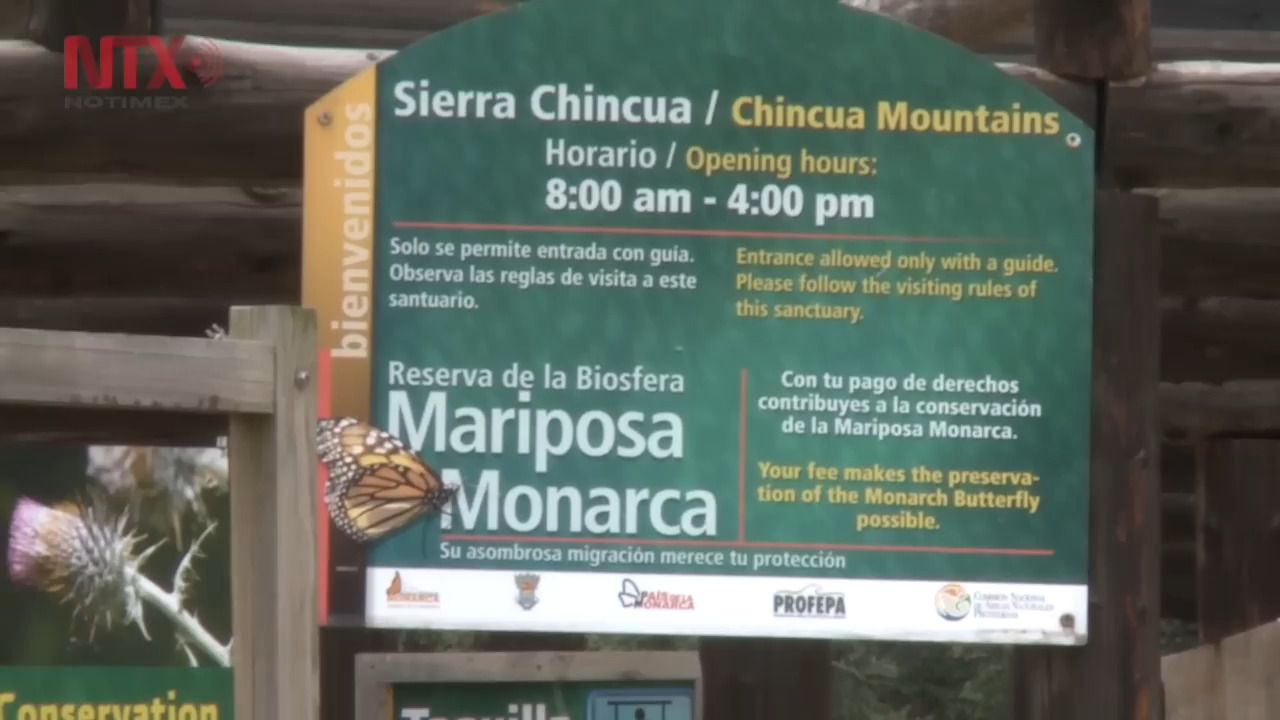 NTX
NOTIMEX
bienvenidos
Sierra Chincua / Chincua Mountains
Horario / Opening hours:
8:00 am - 4:00 pm
Solo se permite entrada con guía.
Observa las reglas de visita a este
santuario.
Entrance allowed only with a guide.
Please follow the visiting rules of
this sanctuary.
Reserva de la Biosfera
Mariposa
Monarca
Con tu pago de derechos
contribuyes a la conservación
de la Mariposa Monarca.
Your fee makes the preserva-
tion of the Monarch Butterfly
possible.
Su asombrosa migración merece tu protección
PAIS DE LA
MONARCA
PROFEPA
Comisión Nacional
de Áreas Naturales
Protegidas
Conservation
Taquilla